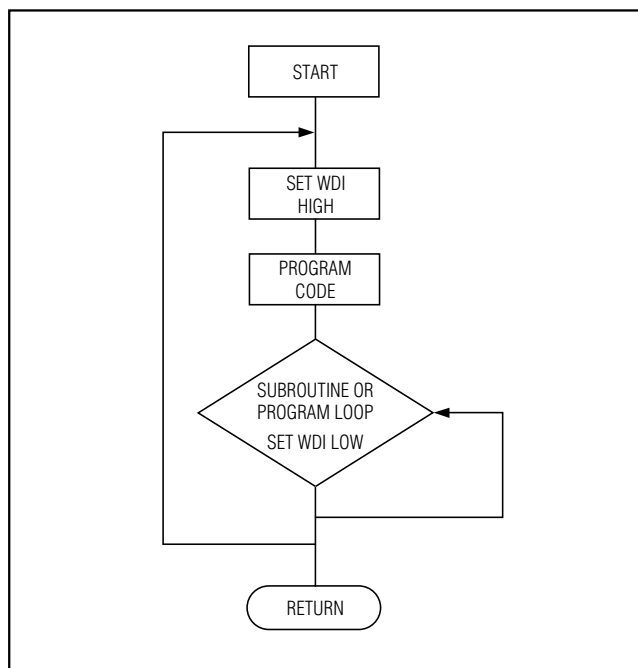 START
SET WDI
HIGH
PROGRAM
CODE
SUBROUTINE OR
PROGRAM LOOP
SET WDI LOW
RETURN